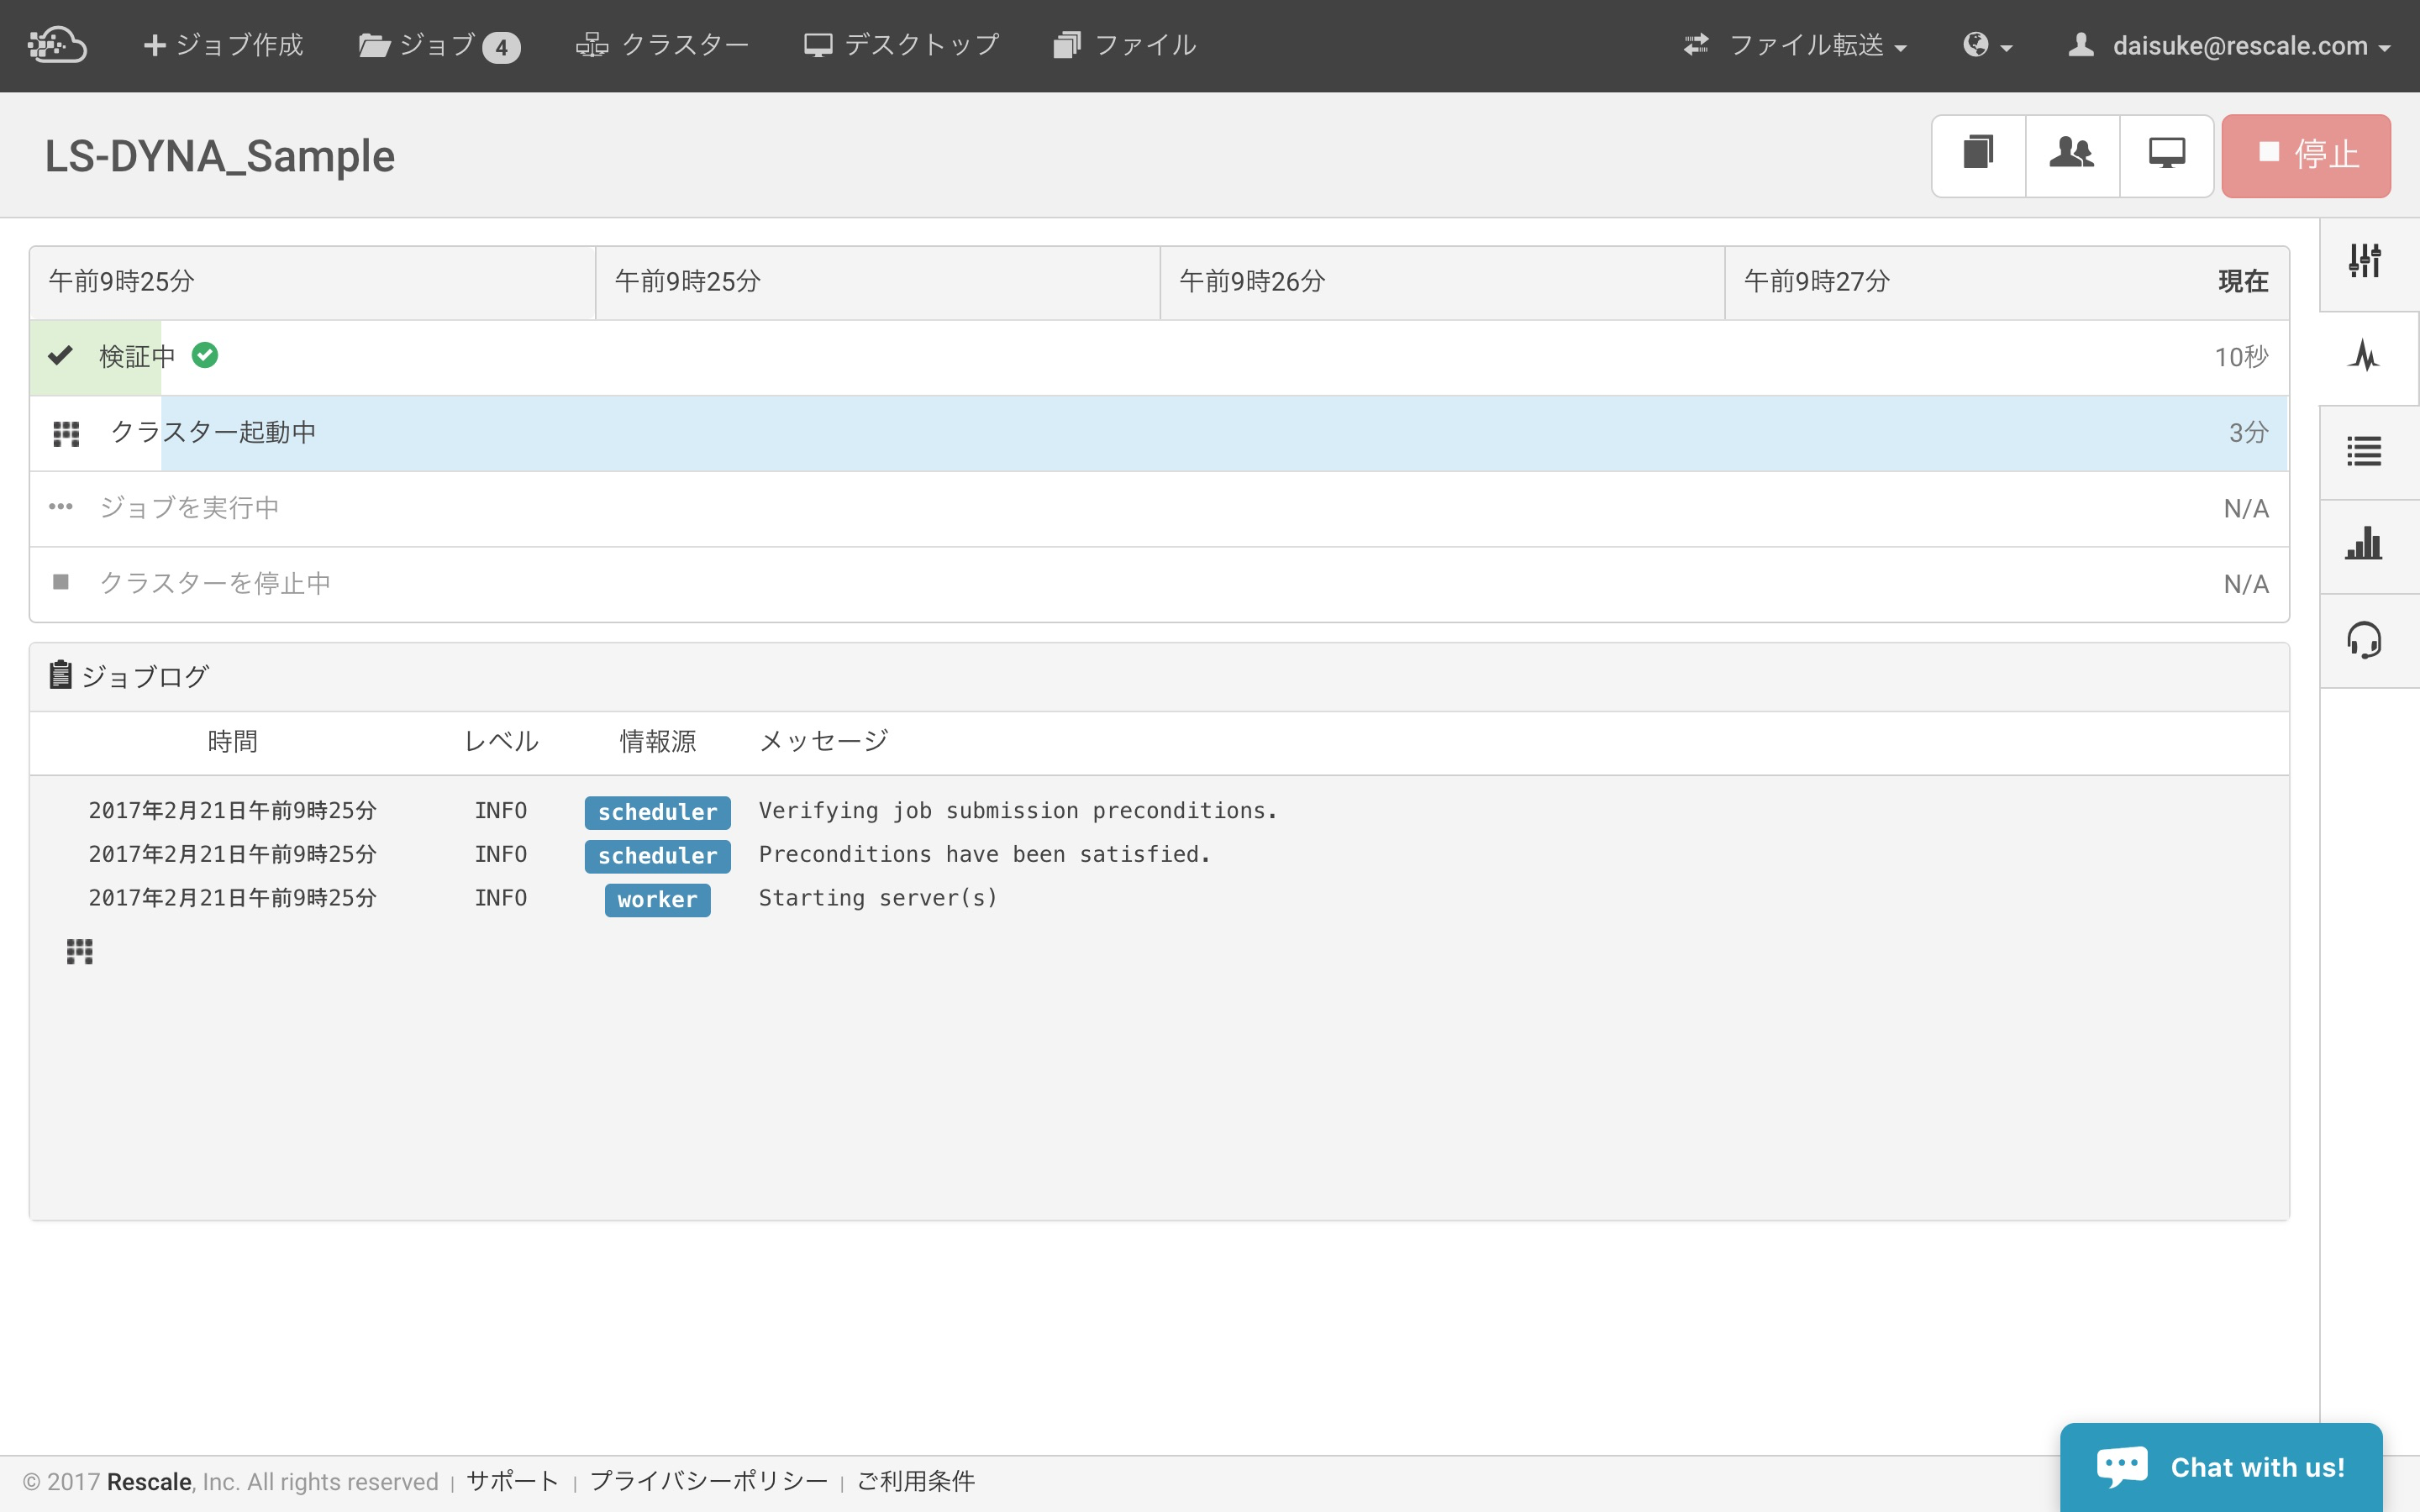 ジョブ作成 ジョブ 4 クラスター デスクトップ ファイル ファイル転送 daisuke@rescale.com
LS-DYNA_Sample 停止
午前9時25分 午前9時25分 午前9時26分 午前9時27分 現在
検証中 10秒
クラスター起動中 3分
ジョブを実行中 N/A
クラスターを停止中 N/A
ジョブログ
時間 レベル 情報源 メッセージ
2017年2月21日午前9時25分 INFO scheduler Verifying job submission preconditions.
2017年2月21日午前9時25分 INFO scheduler Preconditions have been satisfied.
2017年2月21日午前9時25分 INFO worker Starting server(s)
© 2017 Rescale, Inc. All rights reserved | サポート | プライバシーポリシー | ご利用条件
Chat with us!